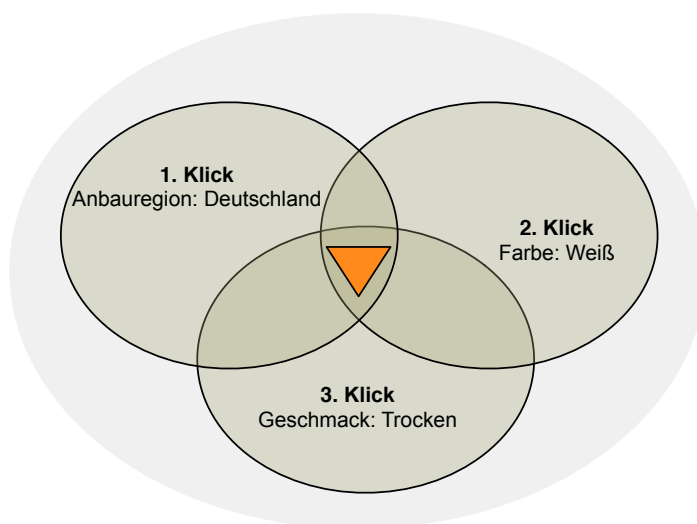 1. Klick
Anbauregion: Deutschland
2. Klick
Farbe: Weiß
3. Klick
Geschmack: Trocken